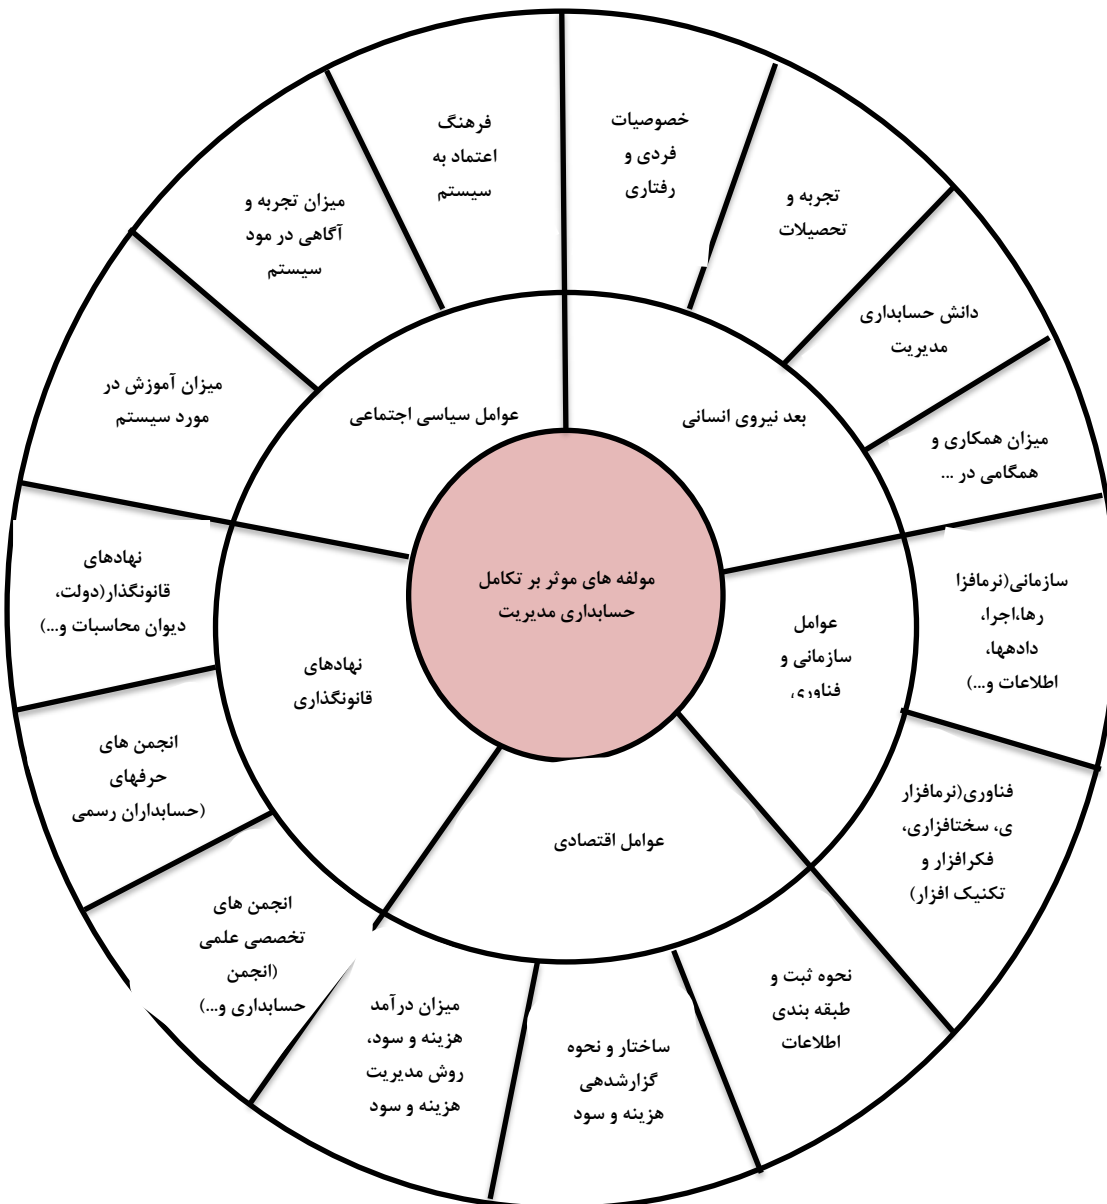 فرهنگ
اعتماد به
سیستم
خصوصیات
فردی و
رفتاری
تجربه و
تحصیلات
میزان تجربه و
آگاهی در مود
سیستم
دانش حسابداری
مدیریت
میزان آموزش در
مورد سیستم
عوامل سیاسی اجتماعی
بعد نیروی انسانی
میزان همکاری و
همگامی در ...
مولفه های موثر بر تکامل
حسابداری مدیریت
نهادهای
قانونگذار(دولت،
دیوان محاسبات و...)
سازمانی(نرمافزا
رها،اجرا،
دادهها،
اطلاعات و...)
عوامل
سازمانی و
فناوری
نهادهای
قانونگذاری
انجمن های
حرفهای
(حسابداران رسمی
فناوری(نرمافزار
ی، سختافزاری،
فکرافزار و
تکنیک افزار)
عوامل اقتصادی
انجمن های
تخصصی علمی
(انجمن
حسابداری و...)
میزان درآمد
هزینه و سود،
روش مدیریت
هزینه و سود
ساختار و نحوه
گزارشدهی
هزینه و سود
نحوه ثبت و
طبقه بندی
اطلاعات